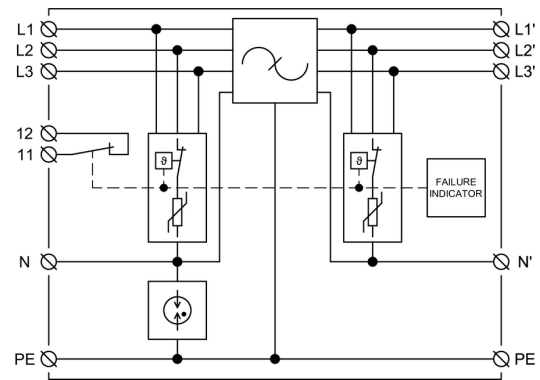 L1 L1'
L2 L2'
L3 L3'
12
11
ϑ ϑ
FAILURE
INDICATOR
N N'
PE PE